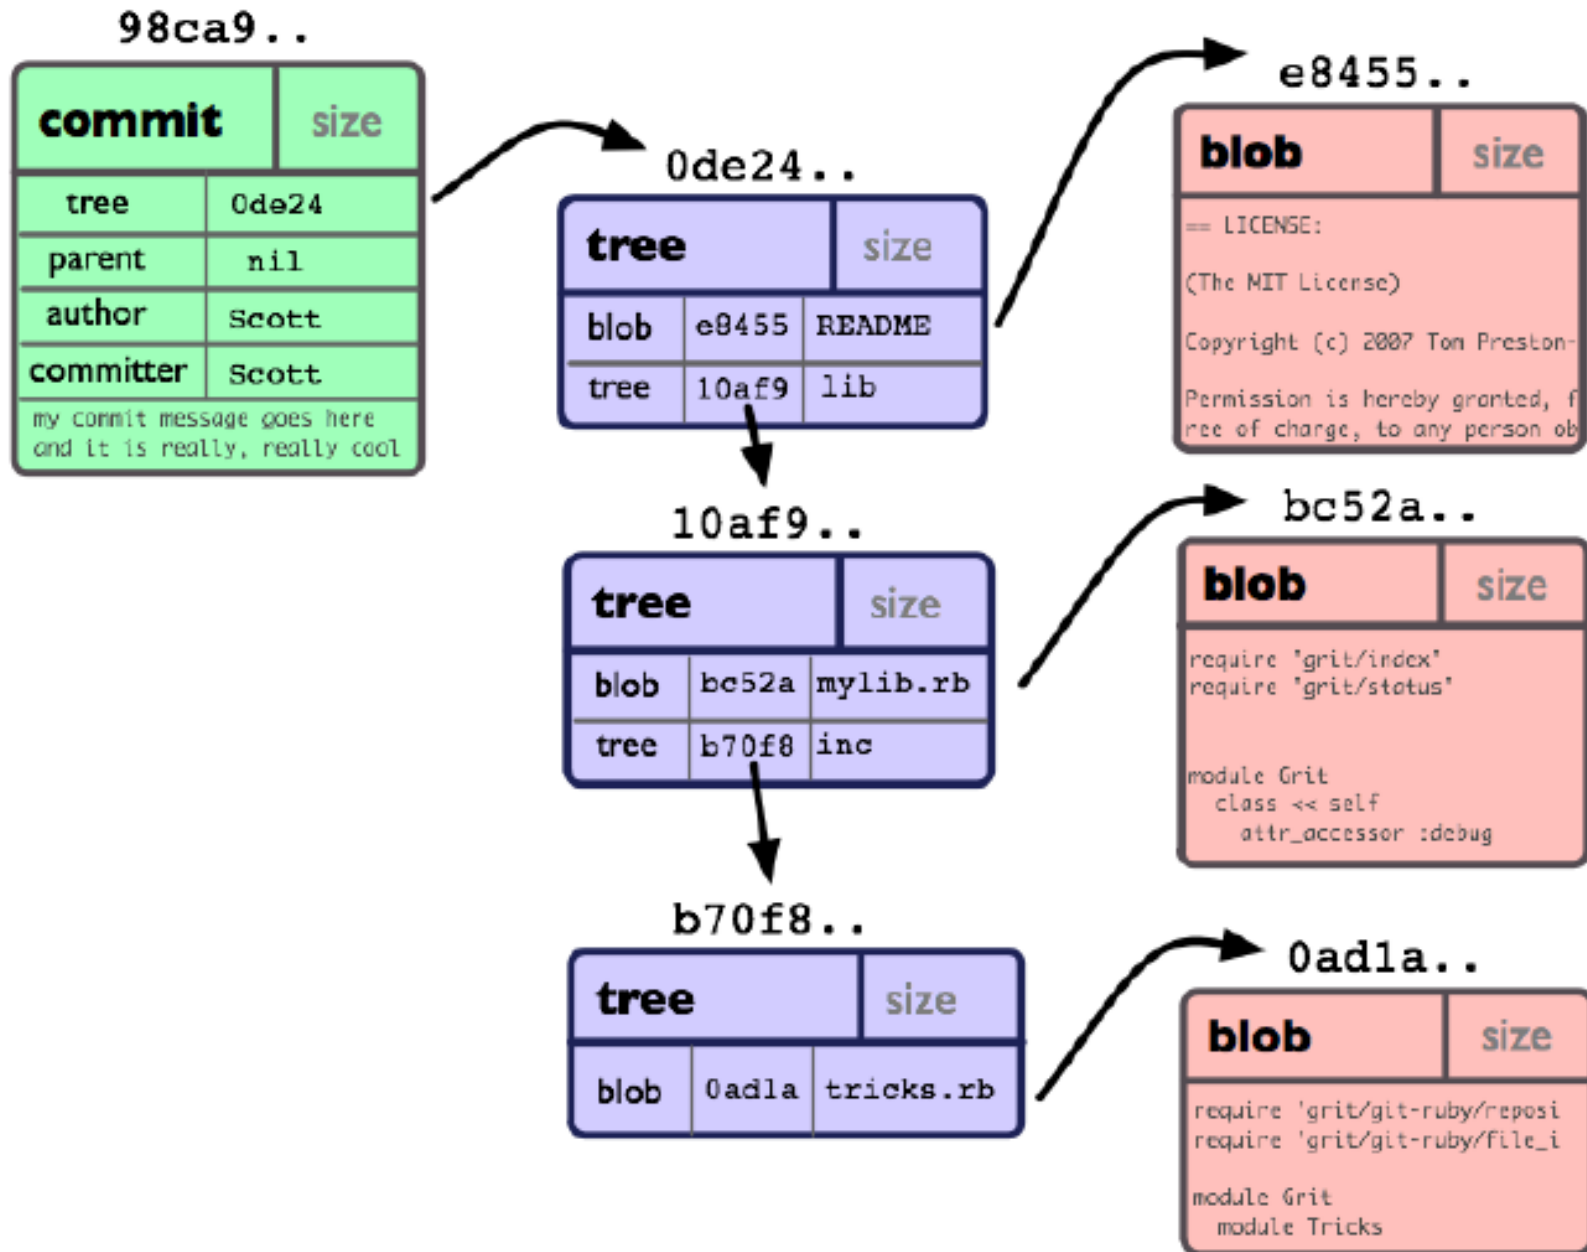 98ca9..
commit size
tree 0de24
parent nil
author Scott
committer Scott
my commit message goes here
and it is really, really cool
0de24..
tree size
blob e8455 README
tree 10af9 lib
10af9..
tree size
blob bc52a mylib.rb
tree b70f8 inc
b70f8..
tree size
blob 0ad1a tricks.rb
e8455..
blob size
== LICENSE:
(The MIT License)
Copyright (c) 2007 Tom Preston-
Permission is hereby granted, f
ree of charge, to any person ob
bc52a..
blob size
require 'grit/index'
require 'grit/status'
module Grit
class << self
attr_accessor :debug
0ad1a..
blob size
require 'grit/git-ruby/reposi
require 'grit/git-ruby/file_i
module Grit
module Tricks